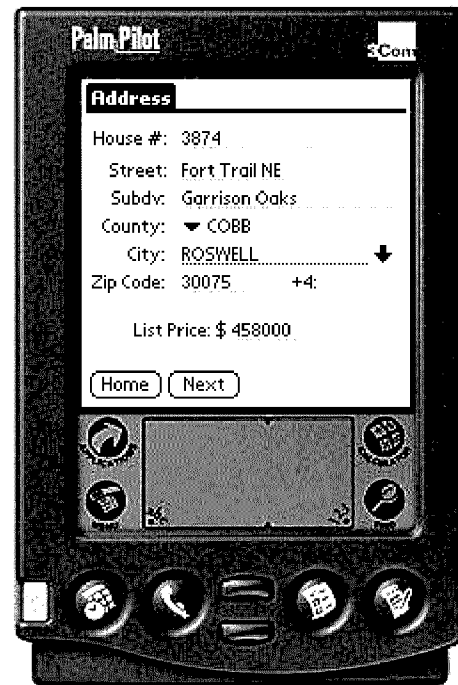 Palm Pilot
3Com
Address
House #: 3874
Street: Fort Trail NE
Subdv: Garrison Oaks
County: COBB
City: ROSWELL
Zip Code: 30075 +4:
List Price: $ 458000
Home Next